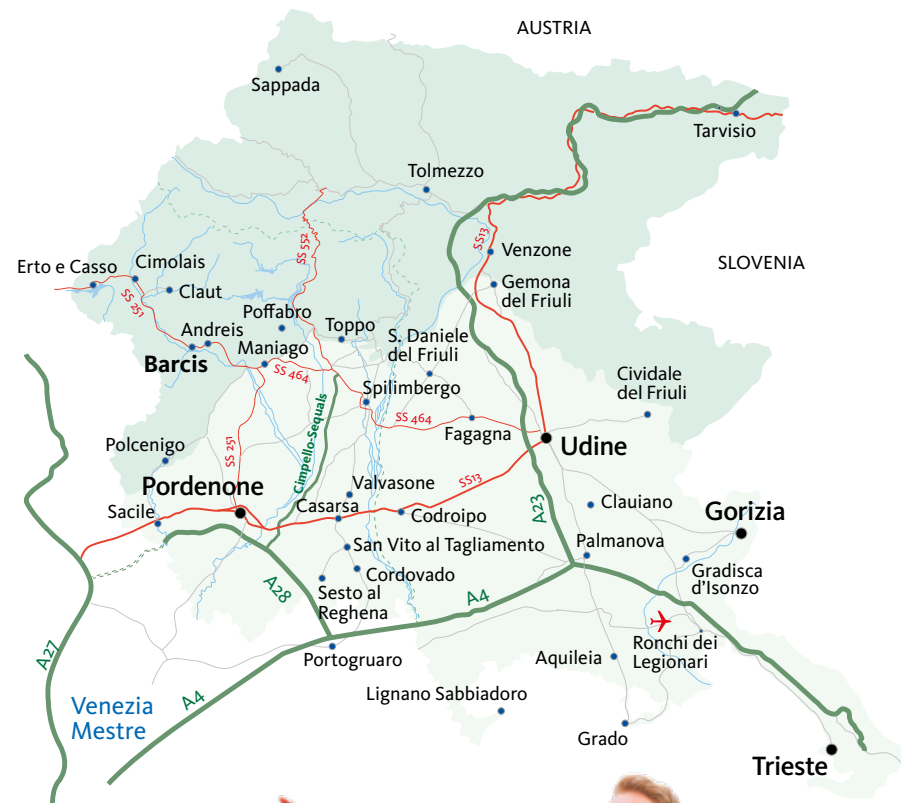 AUSTRIA
Sappada
Tarvisio
Tolmezzo
SS 552
SS13
Venzone
SLOVENIA
Erto e Casso
Cimolais
Claut
SS 251
Gemona
del Friuli
Poffabro
Andreis
Toppo
S. Daniele
del Friuli
Maniago
Barcis
SS 464
Cividale
del Friuli
Spilimbergo
SS 464
Fagagna
Cimpello-Sequals
Polcenigo
SS 251
Udine
Pordenone
Valvasone
SS13
Casarsa
Codroipo
A23
Clauiano
Gorizia
Sacile
San Vito al Tagliamento
Palmanova
Cordovado
Gradisca
d'Isonzo
A28
Sesto al
Reghena
A4
A27
Portogruaro
Aquileia
Ronchi dei
Legionari
A4
Lignano Sabbiadoro
Venezia
Mestre
Grado
Trieste